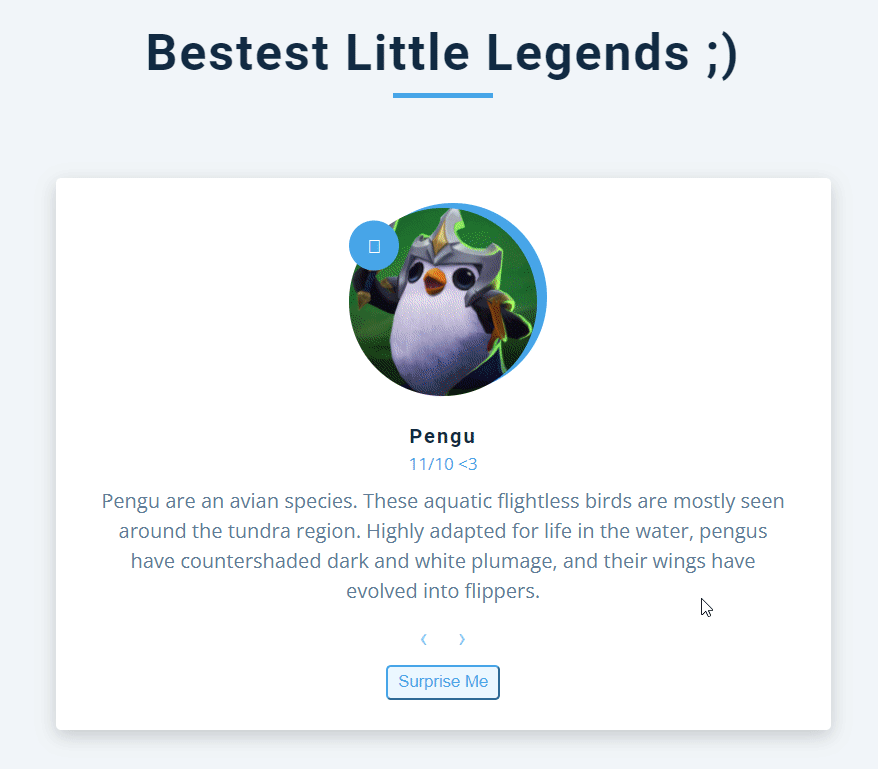 Bestest Little Legends ;)
Pengu
11/10 <3
Pengu are an avian species. These aquatic flightless birds are mostly seen
around the tundra region. Highly adapted for life in the water, pengus
have countershaded dark and white plumage, and their wings have
evolved into flippers.
‹ ›
Surprise Me